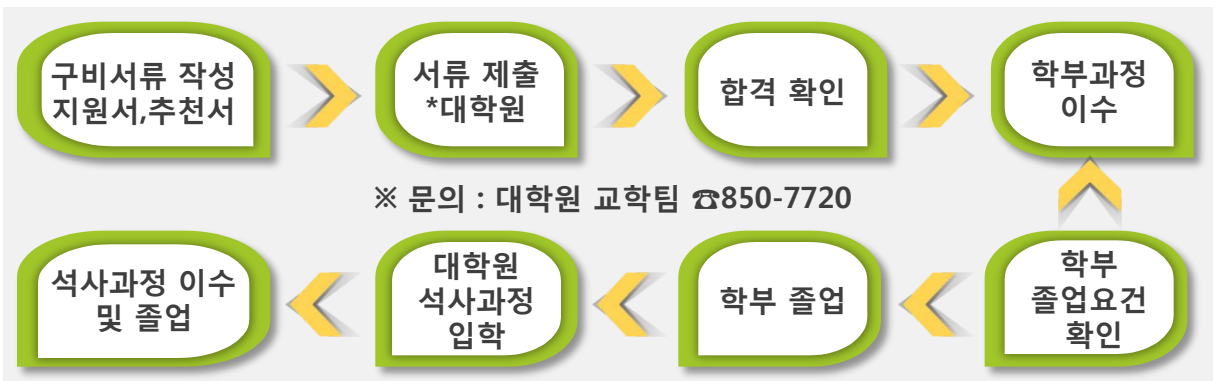 구비서류 작성
지원서,추천서
서류 제출
*대학원
합격 확인
학부과정
이수
※ 문의 : 대학원 교학팀 ☎850-7720
석사과정 이수
및 졸업
대학원
석사과정
입학
학부 졸업
학부
졸업요건
확인